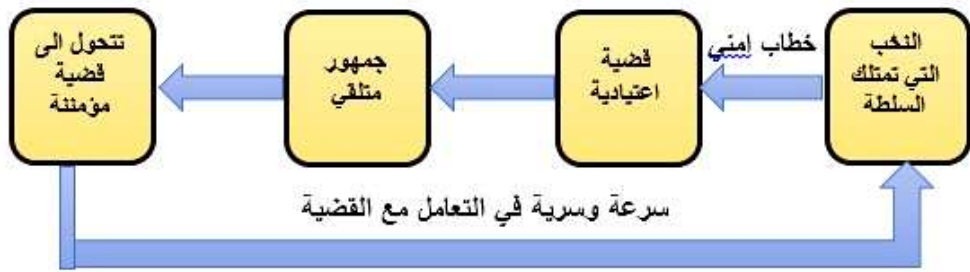 النخب
التي تمتلك
السلطة
خطاب إمني
قضية
اعتيادية
جمهور
متلقي
تتحول الى
قضية
مؤمننة
سرعة وسرية في التعامل مع القضية